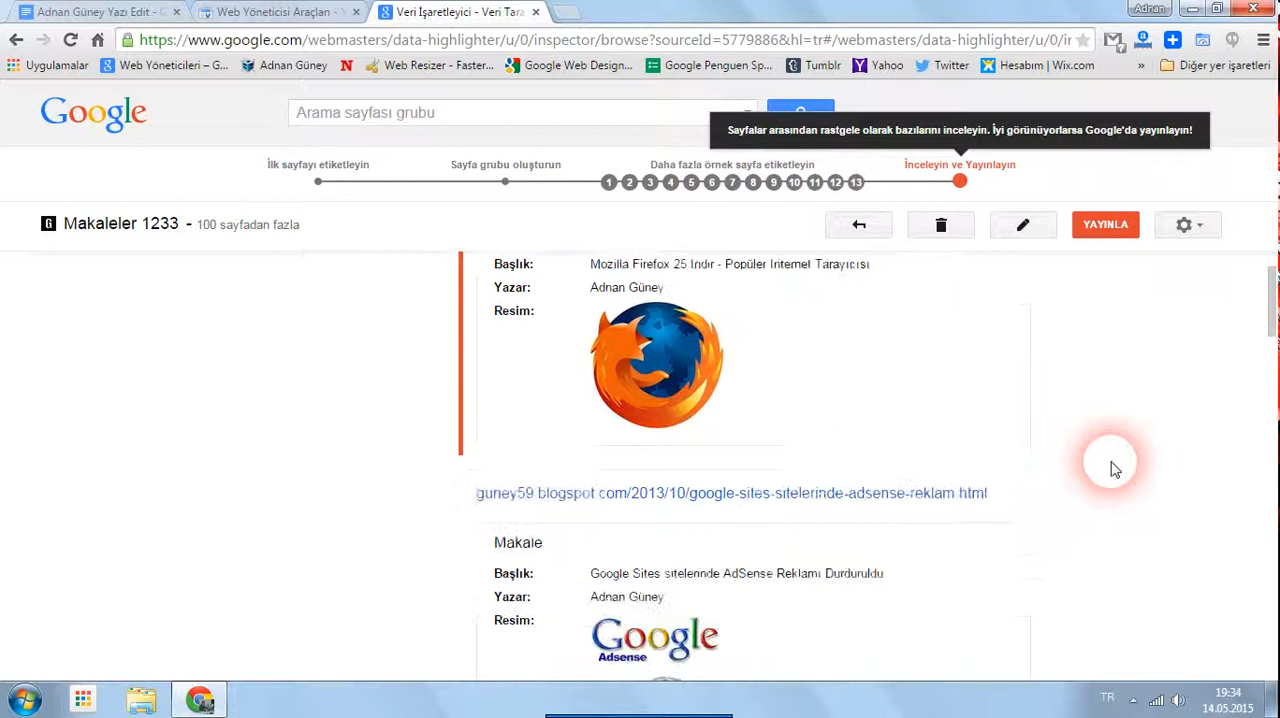 Adnan Güney Yazı Edit - G
Web Yöneticisi Araçları - Y
Veri İşaretleyici - Veri Tara
Adnan
https://www.google.com/webmasters/data-highlighter/u/0/inspector/browse?sourceId=5779886&hl=tr#/webmasters/data-highlighter/u/0/in
Uygulamalar
Web Yöneticileri – G...
Adnan Güney
N
Web Resizer - Faster...
Google Web Design...
Google Penguen Sp...
Tumblr
Yahoo
Twitter
Hesabım | Wix.com
»
Diğer yer işaretleri
Google
Arama sayfası grubu
Sayfalar arasından rastgele olarak bazılarını inceleyin. İyi görünüyorlarsa Google'da yayınlayın!
İlk sayfayı etiketleyin
Sayfa grubu oluşturun
Daha fazla örnek sayfa etiketleyin
İnceleyin ve Yayınlayın
1 2 3 4 5 6 7 8 9 10 11 12 13
G Makaleler 1233 - 100 sayfadan fazla
YAYINLA
Başlık: Mozilla Firefox 25 İndir - Popüler İnternet Tarayıcısı
Yazar: Adnan Güney
Resim:
guney59.blogspot.com/2013/10/google-sites-sitelerinde-adsense-reklam.html
Makale
Başlık: Google Sites sitelerinde AdSense Reklamı Durduruldu
Yazar: Adnan Güney
Resim:
Google
Adsense
TR
19:34
14.05.2015